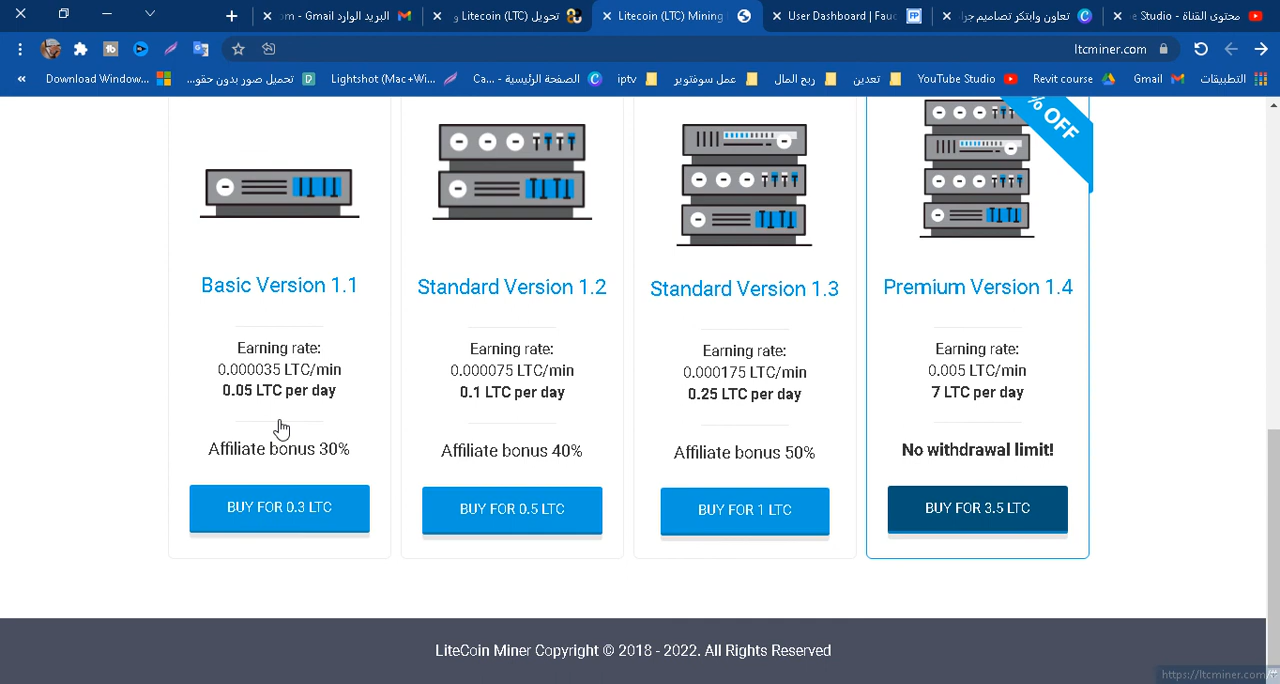 البريد الوارد - Gmail - om
تحويل Litecoin (LTC) و
Litecoin (LTC) Mining
User Dashboard | Fauc
تعاون وابتكر تصاميم جرا
محتوى القناة - e Studio
ltcminer.com
التطبيقات
Gmail
Revit course
YouTube Studio
تعدين
ربح المال
عمل سوفتوير
iptv
الصفحة الرئيسية - Ca...
Lightshot (Mac+Wi...
تحميل صور بدون حقو...
Download Window...
% OFF
Basic Version 1.1
Earning rate:
0.000035 LTC/min
0.05 LTC per day
Affiliate bonus 30%
BUY FOR 0.3 LTC
Standard Version 1.2
Earning rate:
0.000075 LTC/min
0.1 LTC per day
Affiliate bonus 40%
BUY FOR 0.5 LTC
Standard Version 1.3
Earning rate:
0.000175 LTC/min
0.25 LTC per day
Affiliate bonus 50%
BUY FOR 1 LTC
Premium Version 1.4
Earning rate:
0.005 LTC/min
7 LTC per day
No withdrawal limit!
BUY FOR 3.5 LTC
LiteCoin Miner Copyright © 2018 - 2022. All Rights Reserved
https://ltcminer.com/#